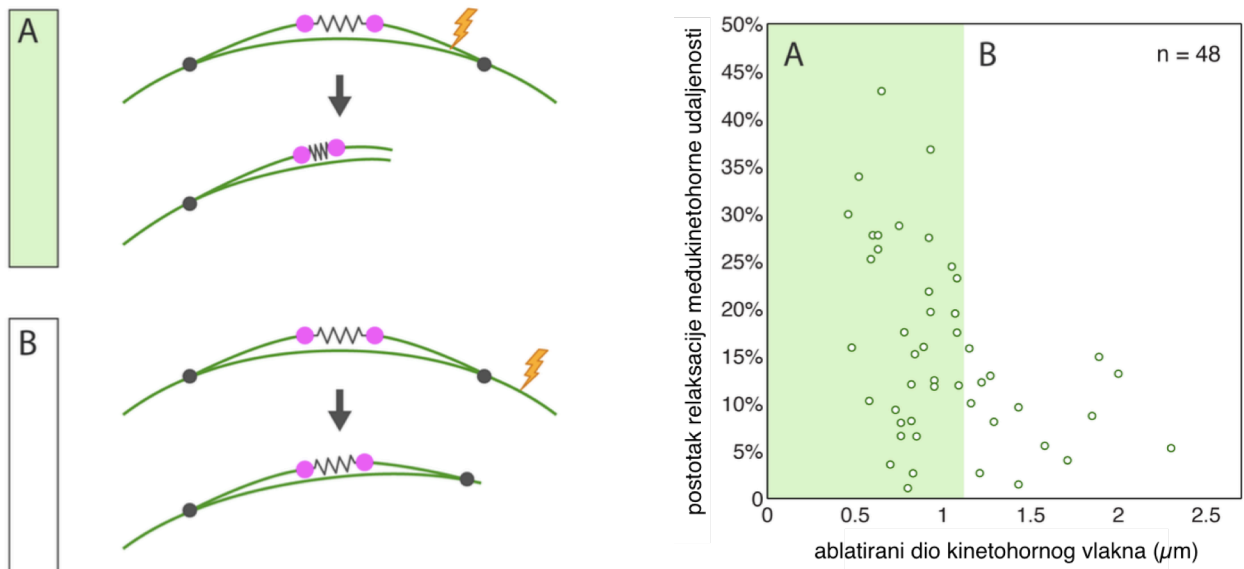 A
B
postotak relaksacije međukinetohorne udaljenosti
50%
45%
40%
35%
30%
25%
20%
15%
10%
5%
0
A
B
n = 48
0
0.5
1
1.5
2
2.5
ablatirani dio kinetohornog vlakna (µm)